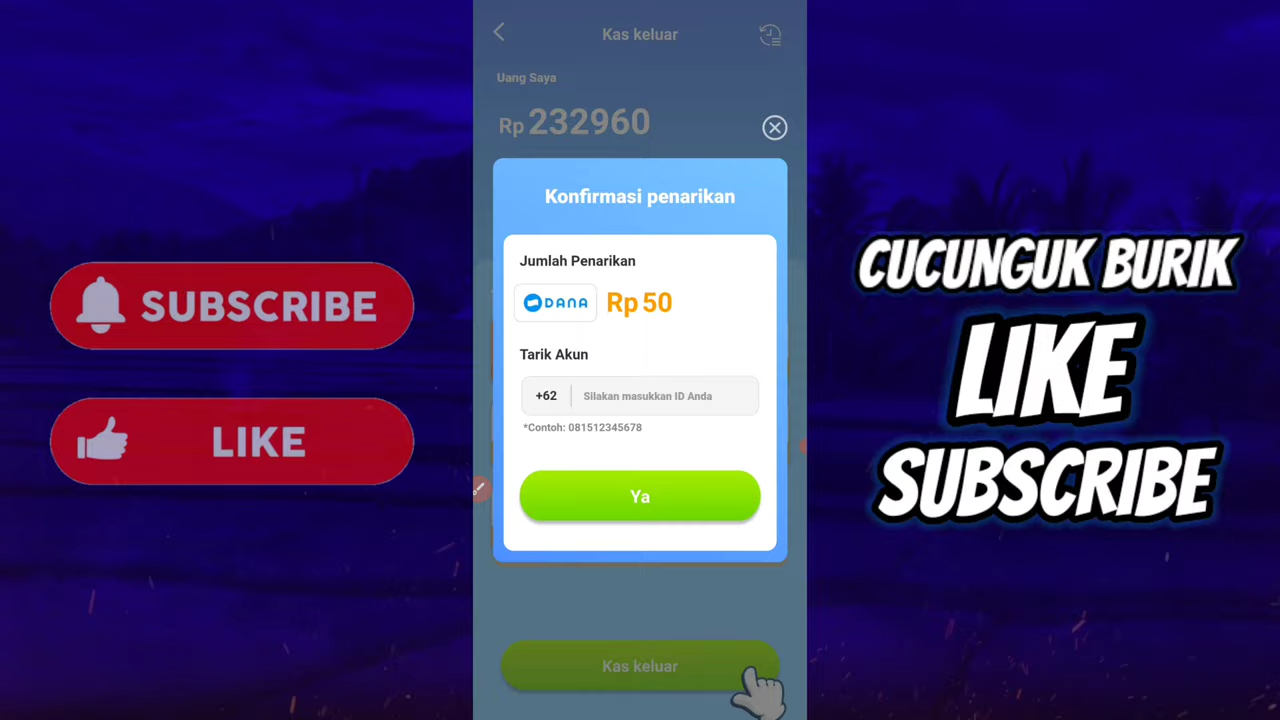 Kas keluar
Uang Saya
Rp 232960
Konfirmasi penarikan
Jumlah Penarikan
DANA Rp 50
Tarik Akun
+62 Silakan masukkan ID Anda
*Contoh: 081512345678
Ya
Kas keluar
SUBSCRIBE
LIKE
CUCUNGUK BURIK
LIKE
SUBSCRIBE